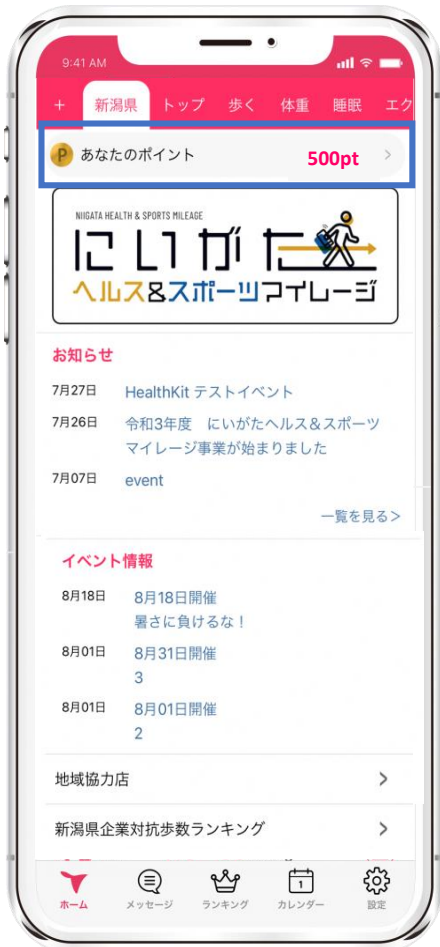 9:41 AM
+ 新潟県 トップ 歩く 体重 睡眠 エク
P あなたのポイント 500pt >
NIIGATA HEALTH & SPORTS MILEAGE
にいがた
ヘルス&スポーツマイレージ
お知らせ
7月27日 HealthKit テストイベント
7月26日 令和3年度 にいがたヘルス＆スポーツ
マイレージ事業が始まりました
7月07日 event
一覧を見る＞
イベント情報
8月18日 8月18日開催
暑さに負けるな！
8月01日 8月31日開催
3
8月01日 8月01日開催
2
地域協力店 >
新潟県企業対抗歩数ランキング >
1
ホーム メッセージ ランキング カレンダー 設定